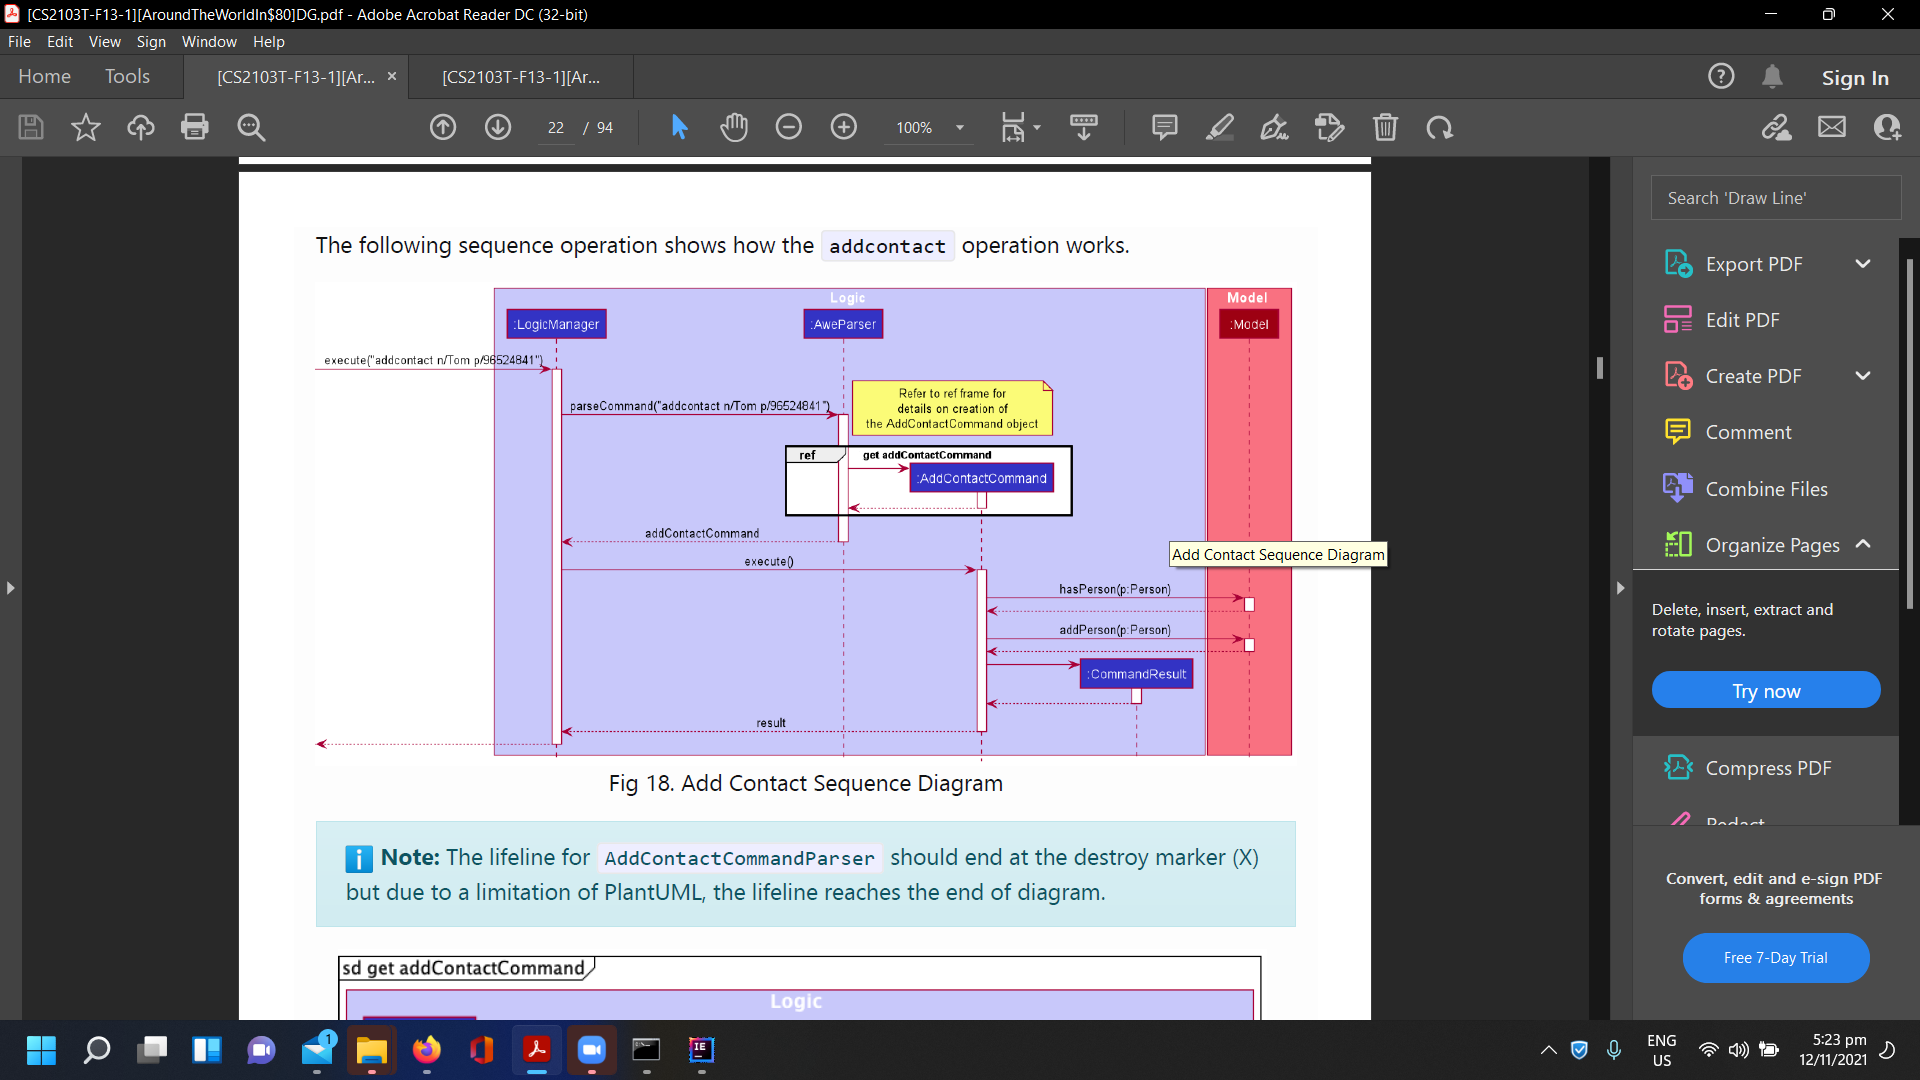 [CS2103T-F13-1][AroundTheWorldIn$80]DG.pdf - Adobe Acrobat Reader DC (32-bit)
File Edit View Sign Window Help
Home Tools [CS2103T-F13-1][Ar... × [CS2103T-F13-1][Ar... Sign In
22 / 94 100%
The following sequence operation shows how the addcontact operation works.
Logic Model
:LogicManager :AweParser :Model
execute("addcontact n/Tom p/96524841")
parseCommand("addcontact n/Tom p/96524841")
Refer to ref frame for
details on creation of
the AddContactCommand object
ref get addContactCommand
:AddContactCommand
addContactCommand
execute()
Add Contact Sequence Diagram
hasPerson(p:Person)
addPerson(p:Person)
:CommandResult
result
Fig 18. Add Contact Sequence Diagram
Note: The lifeline for AddContactCommandParser should end at the destroy marker (X)
but due to a limitation of PlantUML, the lifeline reaches the end of diagram.
sd get addContactCommand
Logic
Search 'Draw Line'
Export PDF
Edit PDF
Create PDF
Comment
Combine Files
Organize Pages
Delete, insert, extract and
rotate pages.
Try now
Compress PDF
Redact
Convert, edit and e-sign PDF
forms & agreements
Free 7-Day Trial
1
IE
ENG
US
5:23 pm
12/11/2021